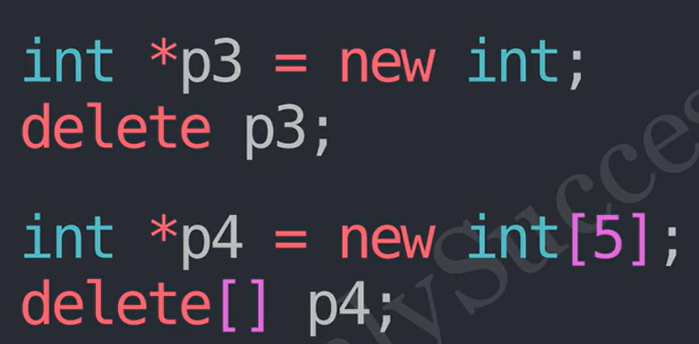 int *p3 = new int;
delete p3;
int *p4 = new int[5];
delete[] p4;